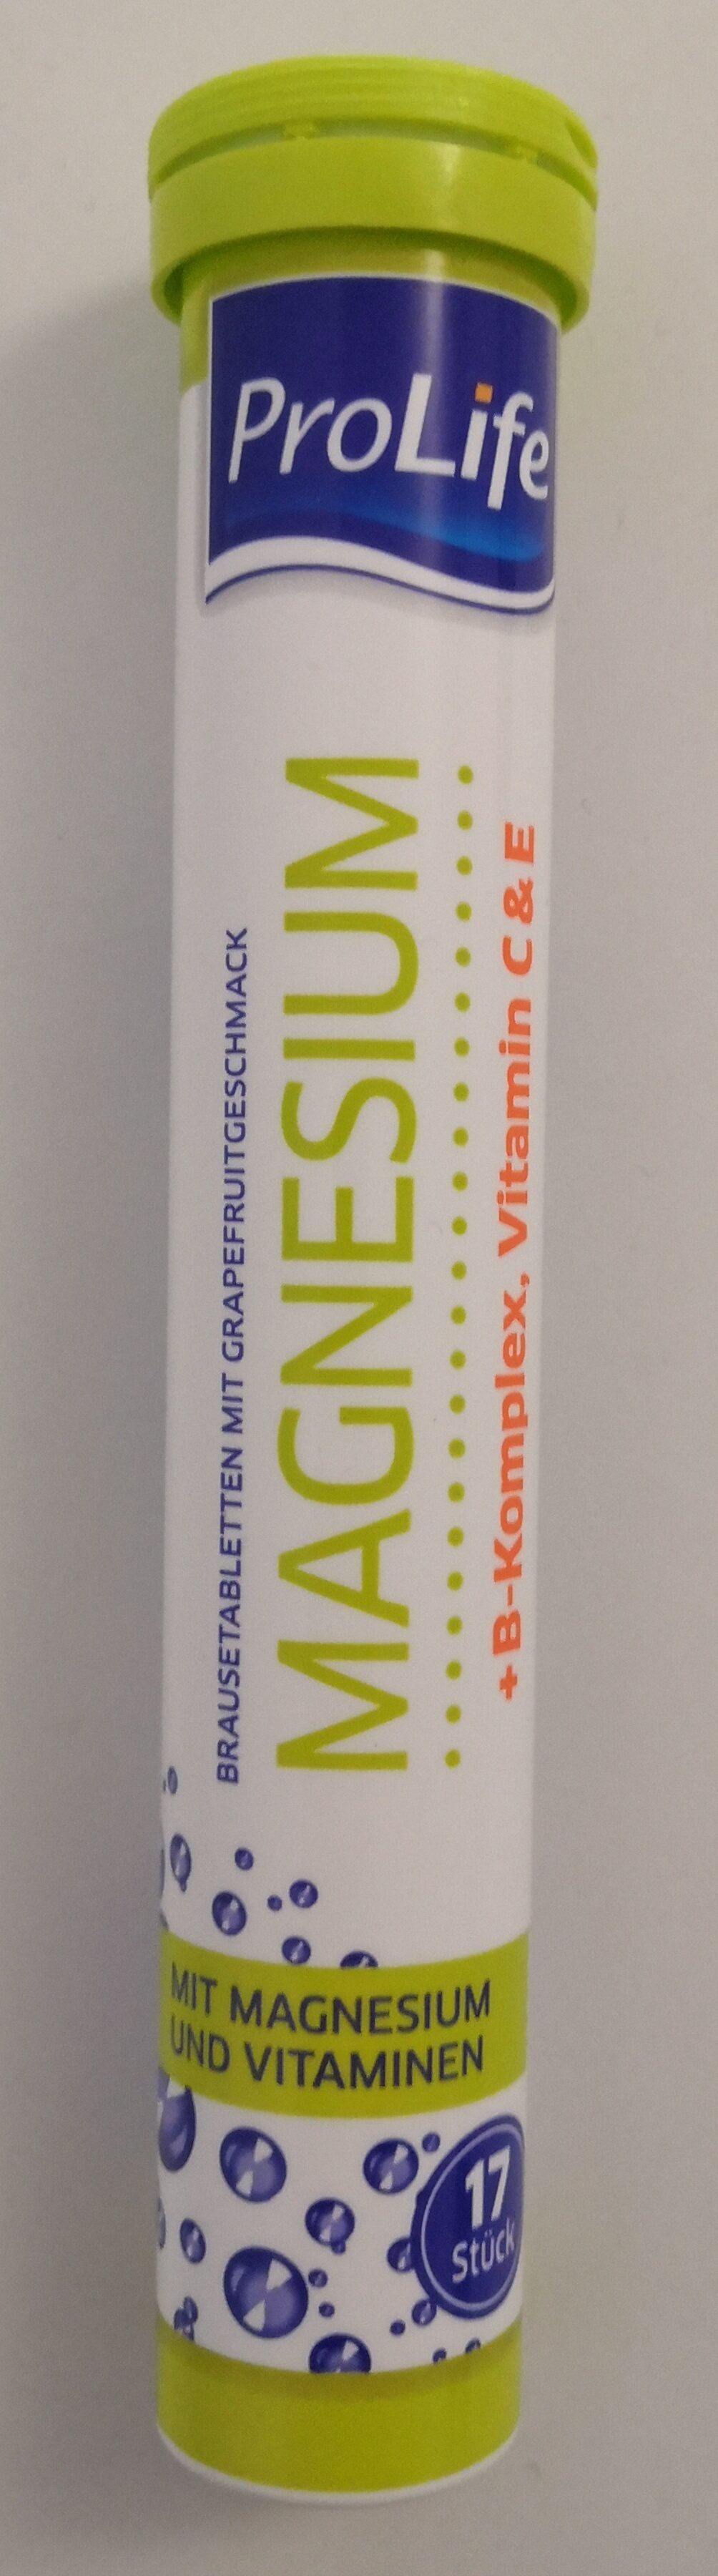 ProLife
BRAUSETABLETTEN MIT GRAPEFRUITGESCHMACK
MAGNESIUM
+ B-Komplex, Vitamin C & E
MIT MAGNESIUM
UND VITAMINEN
17
Stück